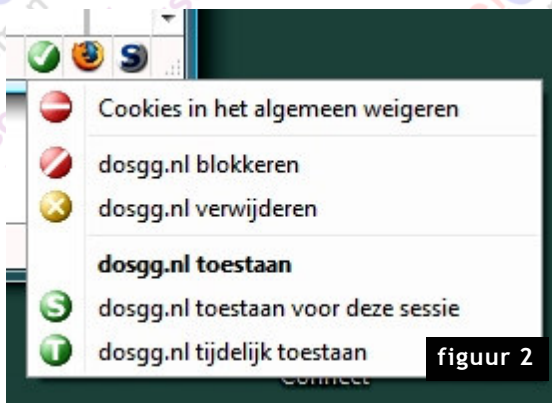 Cookies in het algemeen weigeren
dosgg.nl blokkeren
dosgg.nl verwijderen
dosgg.nl toestaan
S dosgg.nl toestaan voor deze sessie
T dosgg.nl tijdelijk toestaan
figuur 2
Connect